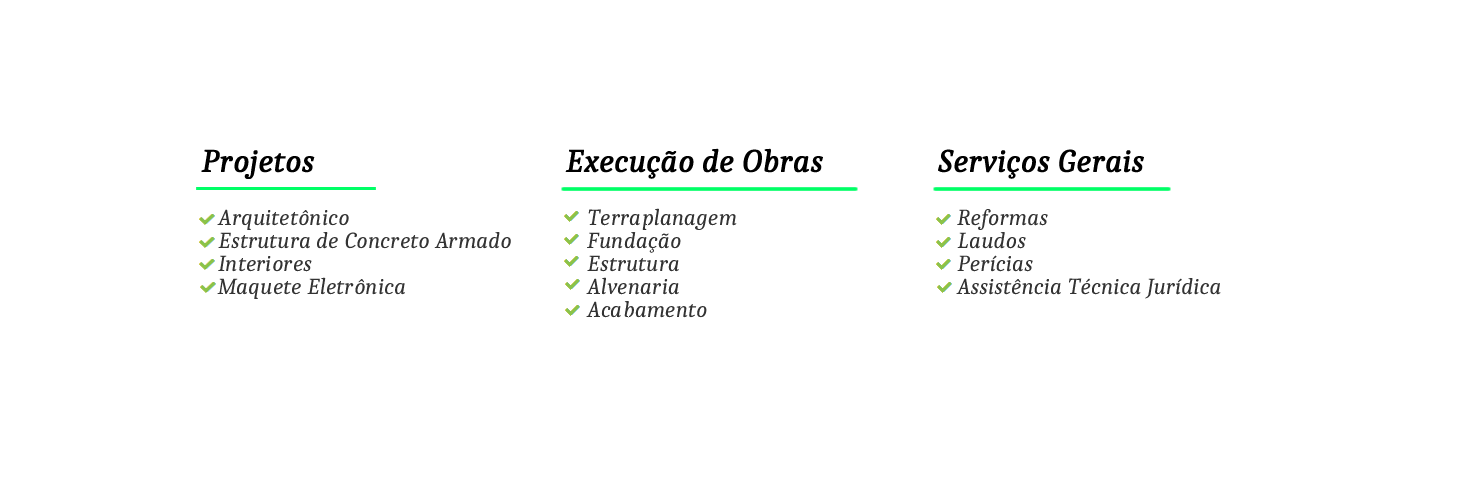 Projetos
Arquitetônico
Estrutura de Concreto Armado
Interiores
Maquete Eletrônica
Execução de Obras
Terraplanagem
Fundação
Estrutura
Alvenaria
Acabamento
Serviços Gerais
Reformas
Laudos
Perícias
Assistência Técnica Jurídica